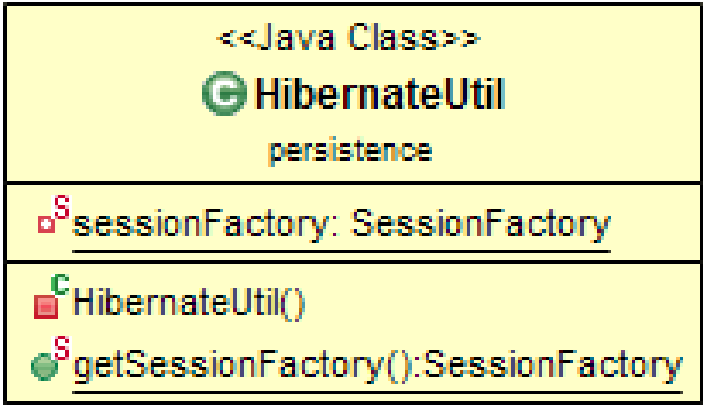 <<Java Class>>
HibernateUtil
persistence
sessionFactory: SessionFactory
HibernateUtil()
getSessionFactory():SessionFactory